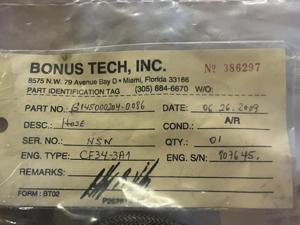 BONUS TECH, INC.
8575 N.W. 79 Avenue Bay D • Miami, Florida 33166
№ 386297
PART IDENTIFICATION TAG (305) 884-6670 W/O:
PART NO.: B145000204-0086 DATE: 06.26.2009
DESC.: HOSE COND.: A/R
SER. NO.: NSN QTY.: 01
ENG. TYPE: CF34-3A1 ENG. S/N: 807645.
REMARKS:
FORM : BT02